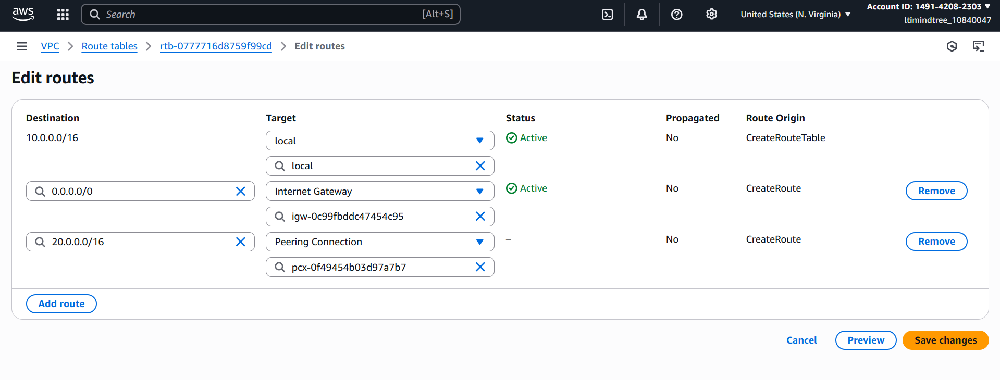 aws
Search [Alt+S]
United States (N. Virginia)
Account ID: 1491-4208-2303
ltimindtree_10840047
VPC Route tables rtb-0777716d8759f99cd Edit routes
Edit routes
Destination Target Status Propagated Route Origin
10.0.0.0/16 local Active No CreateRouteTable
local
0.0.0.0/0 Internet Gateway Active No CreateRoute Remove
igw-0c99fbddc47454c95
20.0.0.0/16 Peering Connection – No CreateRoute Remove
pcx-0f49454b03d97a7b7
Add route
Cancel Preview Save changes